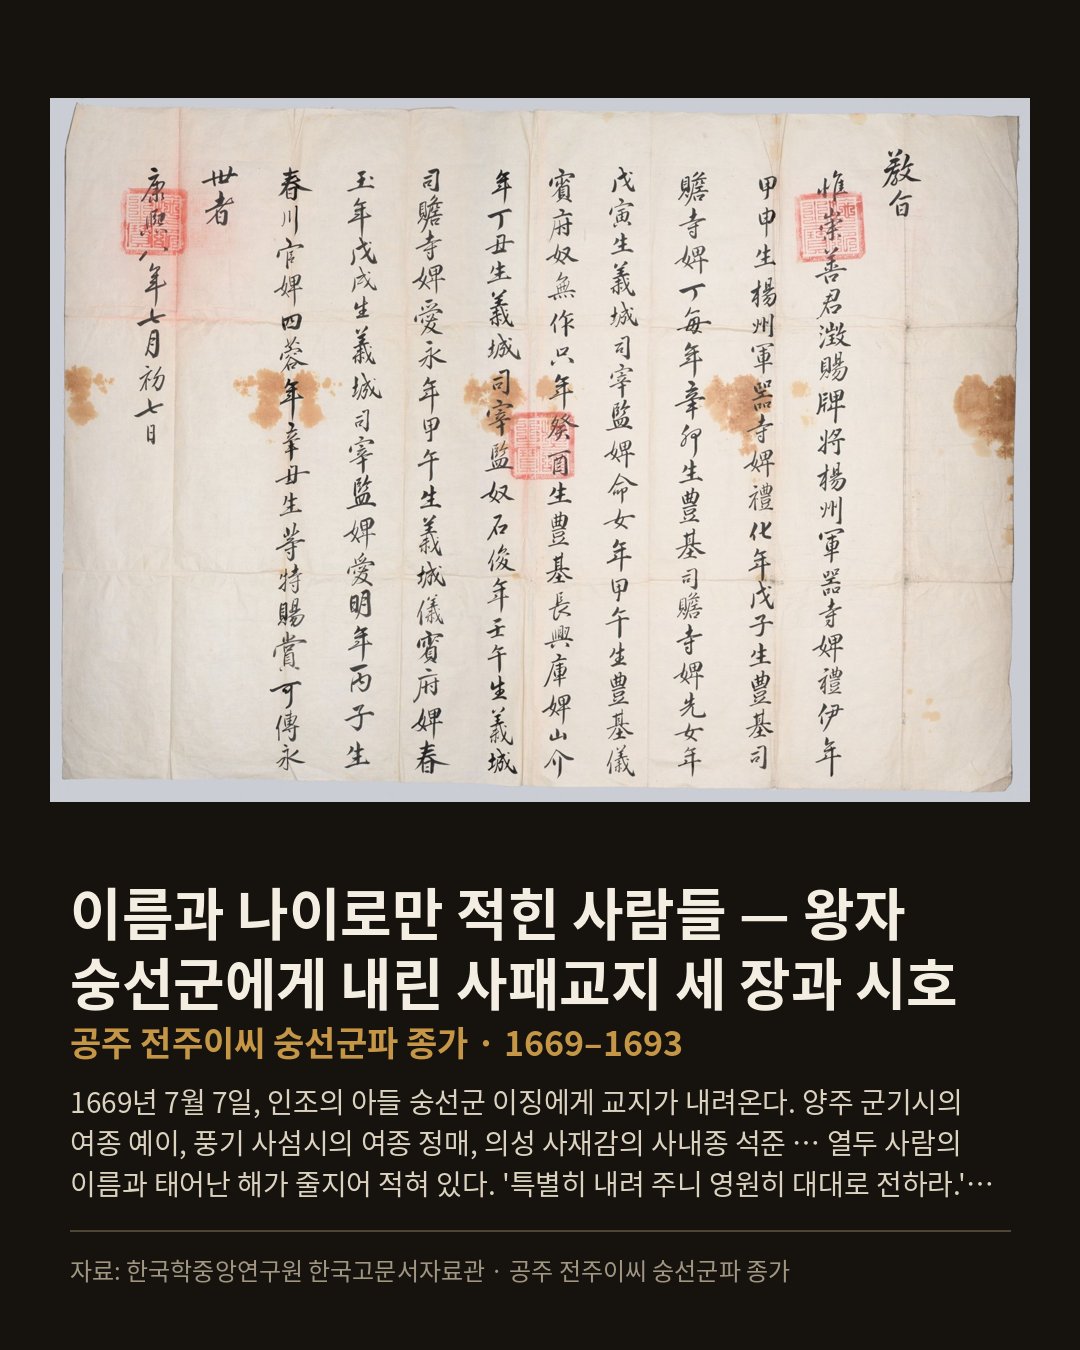 敎旨
惟崇善君澂賜牌將楊州軍器寺婢禮伊年
甲申生楊州軍器寺婢禮化年戊子生豊基司
贍寺婢丁每年辛卯生豊基司贍寺婢先女年
戊寅生義城司宰監婢命女年甲午生豊基儀
賓府奴無作只年癸酉生豊基長興庫婢山介
年丁丑生義城司宰監奴石俊年壬午生義城
司贍寺婢愛永年甲午生義城儀賓府婢春
玉年戊戌生義城司宰監婢愛明年丙子生
春川官婢四蓉年辛丑生等特賜賞可傳永
世者
康熙八年七月初七日
이름과 나이로만 적힌 사람들 — 왕자
숭선군에게 내린 사패교지 세 장과 시호
공주 전주이씨 숭선군파 종가 · 1669–1693
1669년 7월 7일, 인조의 아들 숭선군 이징에게 교지가 내려온다. 양주 군기시의
여종 예이, 풍기 사섬시의 여종 정매, 의성 사재감의 사내종 석준 … 열두 사람의
이름과 태어난 해가 줄지어 적혀 있다. '특별히 내려 주니 영원히 대대로 전하라.'…
자료: 한국학중앙연구원 한국고문서자료관 · 공주 전주이씨 숭선군파 종가